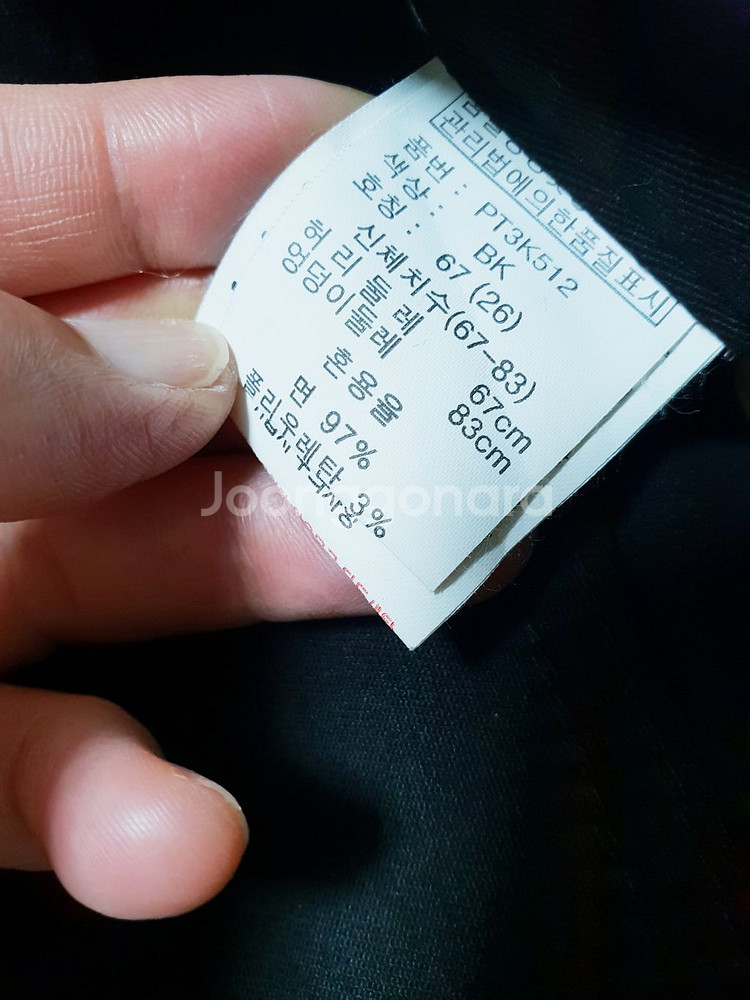 관리법에의한품질표시
품번 : PT3K512
색상 : BK
호칭 : 67 (26)
신체치수(67-83)
허리둘레 67cm
엉덩이둘레 83cm
혼용율
면 97%
폴리우레탄 3%
Joonggonara